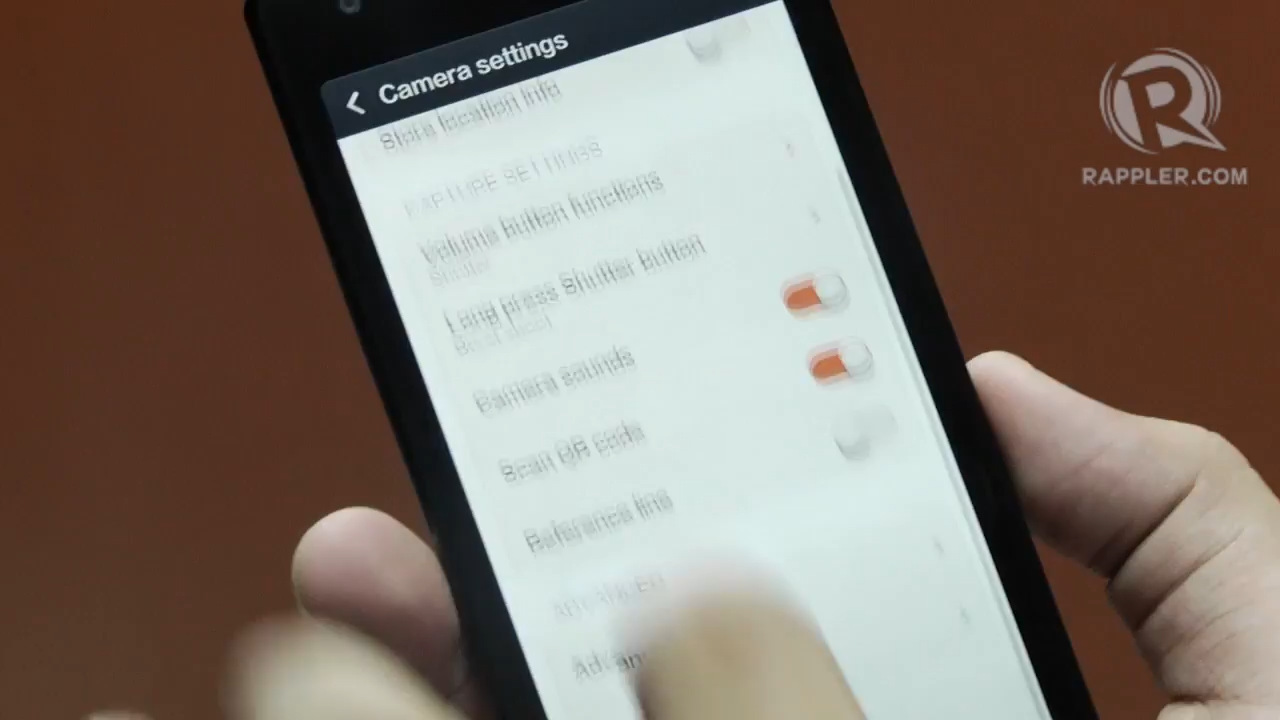 Camera settings
Store location info
CAPTURE SETTINGS
Volume button functions
Shutter
Long press Shutter button
Burst shoot
Camera sounds
Scan QR code
Reference line
ADVANCED
R
RAPPLER.COM